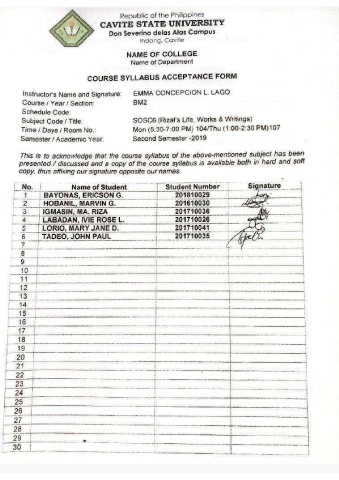 Republic of the Philippines
CAVITE STATE UNIVERSITY
Don Severino delas Alas Campus
Indang, Cavite
NAME OF COLLEGE
Name of Department
COURSE SYLLABUS ACCEPTANCE FORM
Instructor's Name and Signature: EMMA CONCEPCION L. LAGO
Course / Year / Section: BM2
Schedule Code:
Subject Code / Title: SOSC6 (Rizal's Life, Works & Writings)
Time / Days / Room No.: Mon (5:30-7:00 PM) 104/Thu (1:00-2:30 PM)107
Semester / Academic Year: Second Semester -2019
This is to acknowledge that the course syllabus of the above-mentioned subject has been
presented / discussed and a copy of the course syllabus is available both in hard and soft
copy, thus affixing our signature opposite our names.
No. Name of Student Student Number Signature
1 BAYONAS, ERICSON G. 201610029
2 HOBANIL, MARVIN G. 201610030
3 IGMASIN, MA. RIZA 201710036
4 LABADAN, IVIE ROSE L. 201710026
5 LORIO, MARY JANE D. 201710041
6 TADEO, JOHN PAUL 201710035
7
8
9
10
11
12
13
14
15
16
17
18
19
20
21
22
23
24
25
26
27
28
29
30